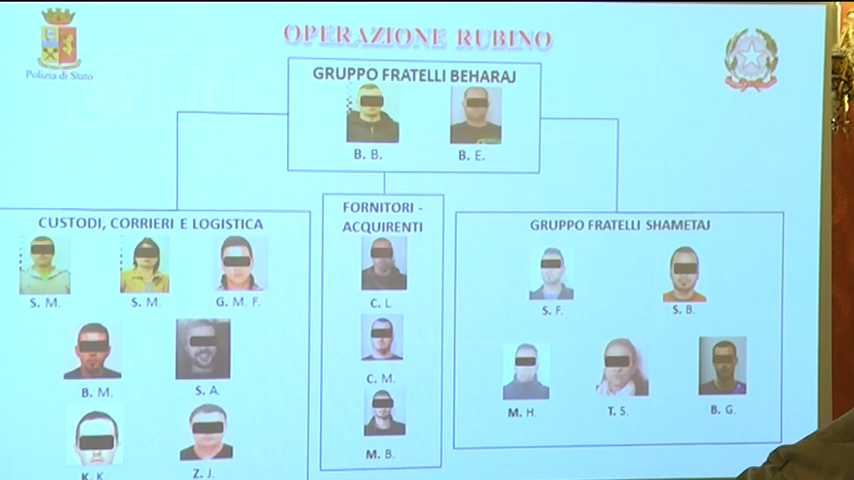 OPERAZIONE RUBINO
Polizia di Stato
GRUPPO FRATELLI BEHARAJ
B. B.
B. E.
CUSTODI, CORRIERI E LOGISTICA
S. M.
S. M.
G. M. F.
B. M.
S. A.
K. K.
Z. J.
FORNITORI -
ACQUIRENTI
C. L.
C. M.
M. B.
GRUPPO FRATELLI SHAMETAJ
S. F.
S. B.
M. H.
T. S.
B. G.